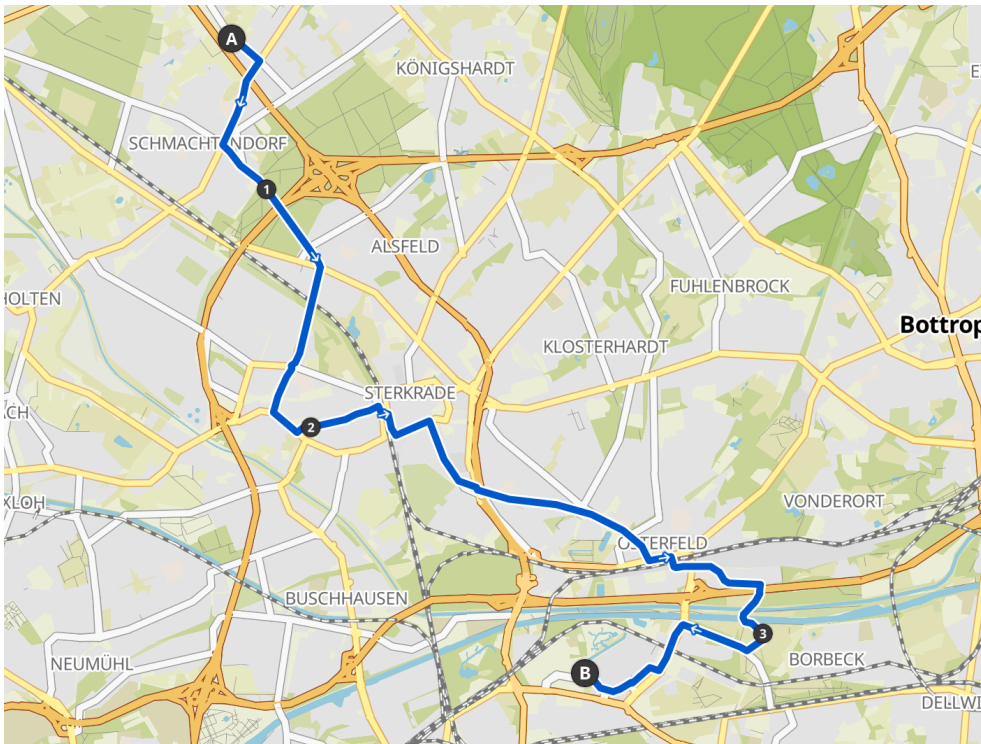 A
KÖNIGSHARDT
SCHMACHTENDORF
1
ALSFELD
FUHLENBROCK
HOLTEN
Bottrop
KLOSTERHARDT
STERKRADE
2
VONDERORT
OSTERFELD
BUSCHHAUSEN
3
NEUMÜHL
BORBECK
B